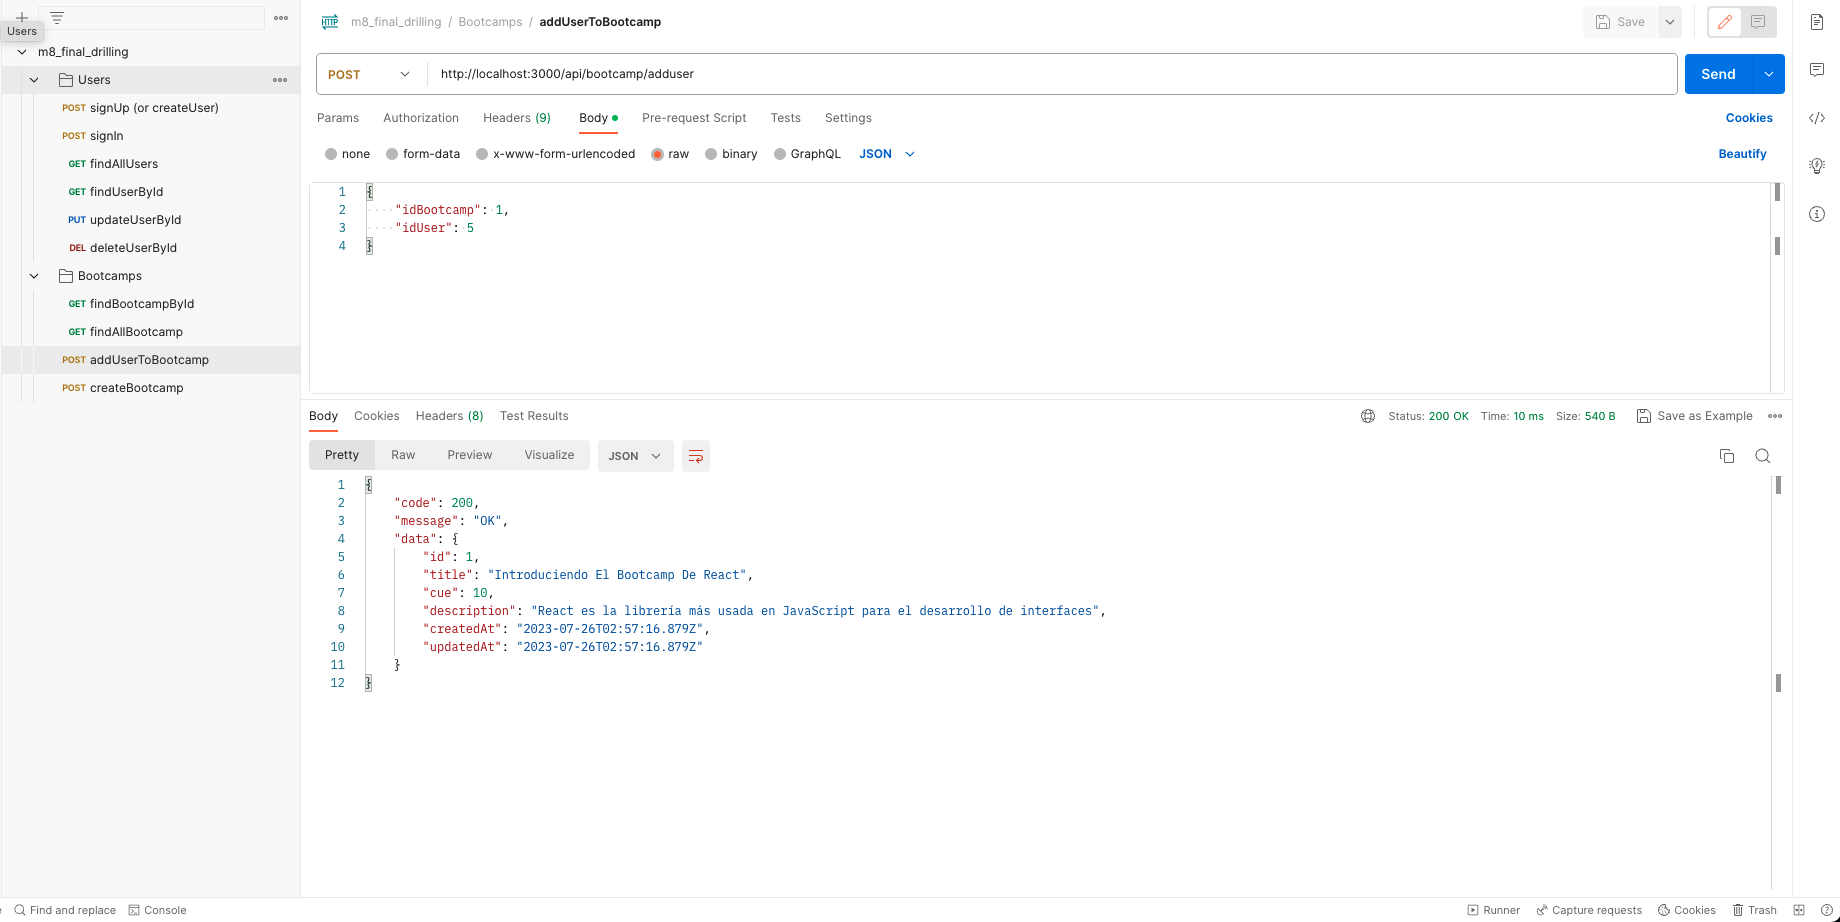 Users
m8_final_drilling
Users
POST signUp (or createUser)
POST signIn
GET findAllUsers
GET findUserById
PUT updateUserById
DEL deleteUserById
Bootcamps
GET findBootcampById
GET findAllBootcamp
POST addUserToBootcamp
POST createBootcamp
HTTP m8_final_drilling / Bootcamps / addUserToBootcamp
Save
POST http://localhost:3000/api/bootcamp/adduser
Send
Params Authorization Headers (9) Body Pre-request Script Tests Settings
Cookies
none form-data x-www-form-urlencoded raw binary GraphQL JSON
Beautify
1 {
2 "idBootcamp": 1,
3 "idUser": 5
4 }
Body Cookies Headers (8) Test Results
Status: 200 OK Time: 10 ms Size: 540 B Save as Example
Pretty Raw Preview Visualize JSON
1 {
2 "code": 200,
3 "message": "OK",
4 "data": {
5 "id": 1,
6 "title": "Introduciendo El Bootcamp De React",
7 "cue": 10,
8 "description": "React es la librería más usada en JavaScript para el desarrollo de interfaces",
9 "createdAt": "2023-07-26T02:57:16.879Z",
10 "updatedAt": "2023-07-26T02:57:16.879Z"
11 }
12 }
Find and replace Console
Runner Capture requests Cookies Trash